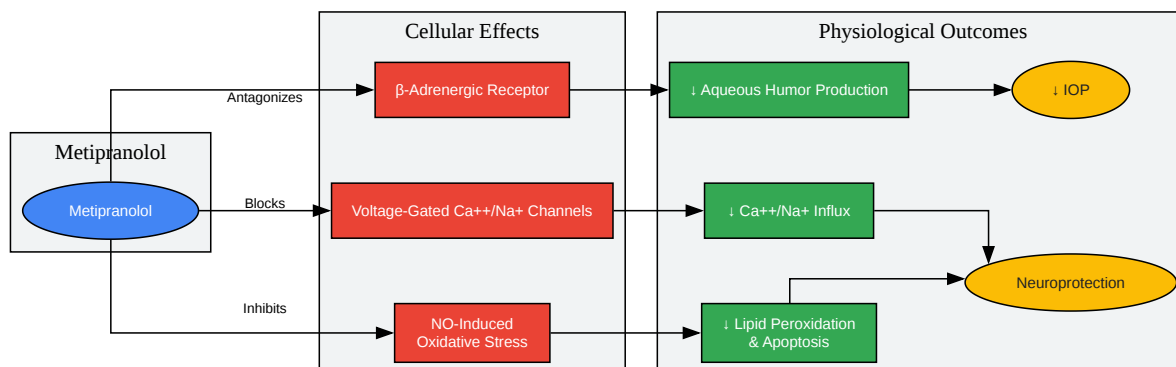 Cellular Effects
Physiological Outcomes
β-Adrenergic Receptor
↓ Aqueous Humor Production
↓ IOP
Antagonizes
Metipranolol
Metipranolol
Blocks
Voltage-Gated Ca++/Na+ Channels
↓ Ca++/Na+ Influx
Neuroprotection
Inhibits
NO-Induced
Oxidative Stress
↓ Lipid Peroxidation
& Apoptosis